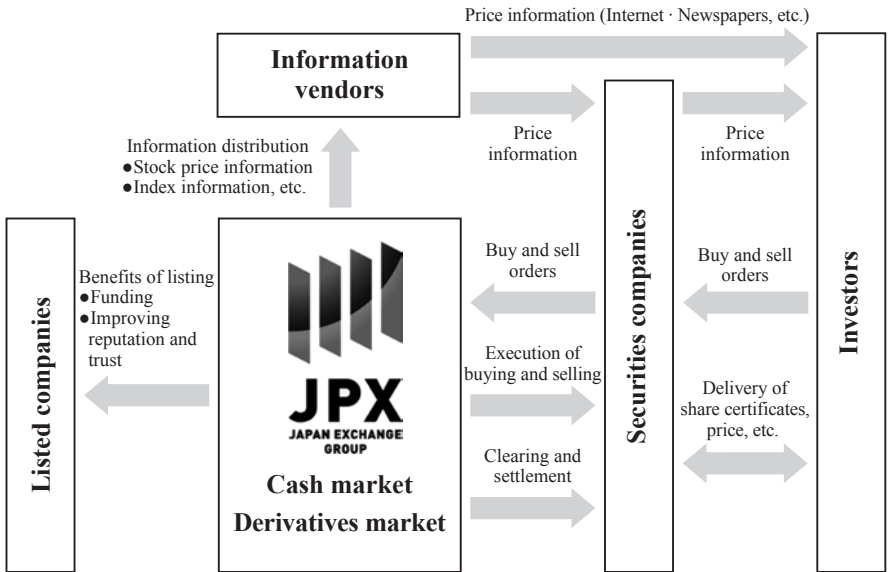 Price information (Internet · Newspapers, etc.)
Information
vendors
Price
information
Price
information
Information distribution
●Stock price information
●Index information, etc.
Listed companies
Benefits of listing
●Funding
●Improving
reputation and
trust
JPX
JAPAN EXCHANGE
GROUP
Cash market
Derivatives market
Buy and sell
orders
Execution of
buying and selling
Clearing and
settlement
Securities companies
Buy and sell
orders
Delivery of
share certificates,
price, etc.
Investors